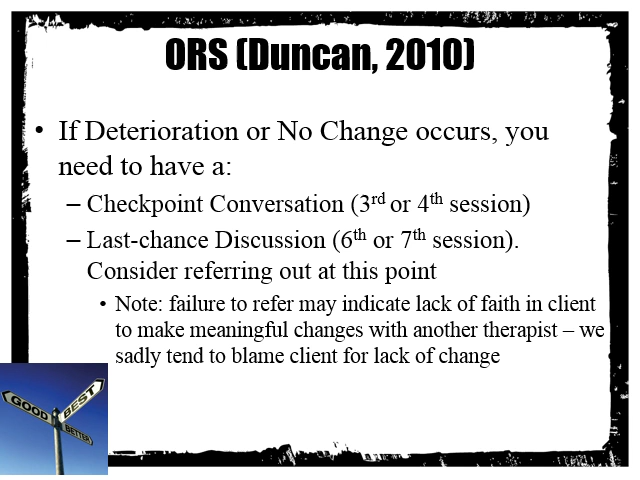 ORS (Duncan, 2010)
• If Deterioration or No Change occurs, you
need to have a:
– Checkpoint Conversation (3rd or 4th session)
– Last-chance Discussion (6th or 7th session).
Consider referring out at this point
• Note: failure to refer may indicate lack of faith in client
to make meaningful changes with another therapist – we
sadly tend to blame client for lack of change
GOOD
BEST
BETTER